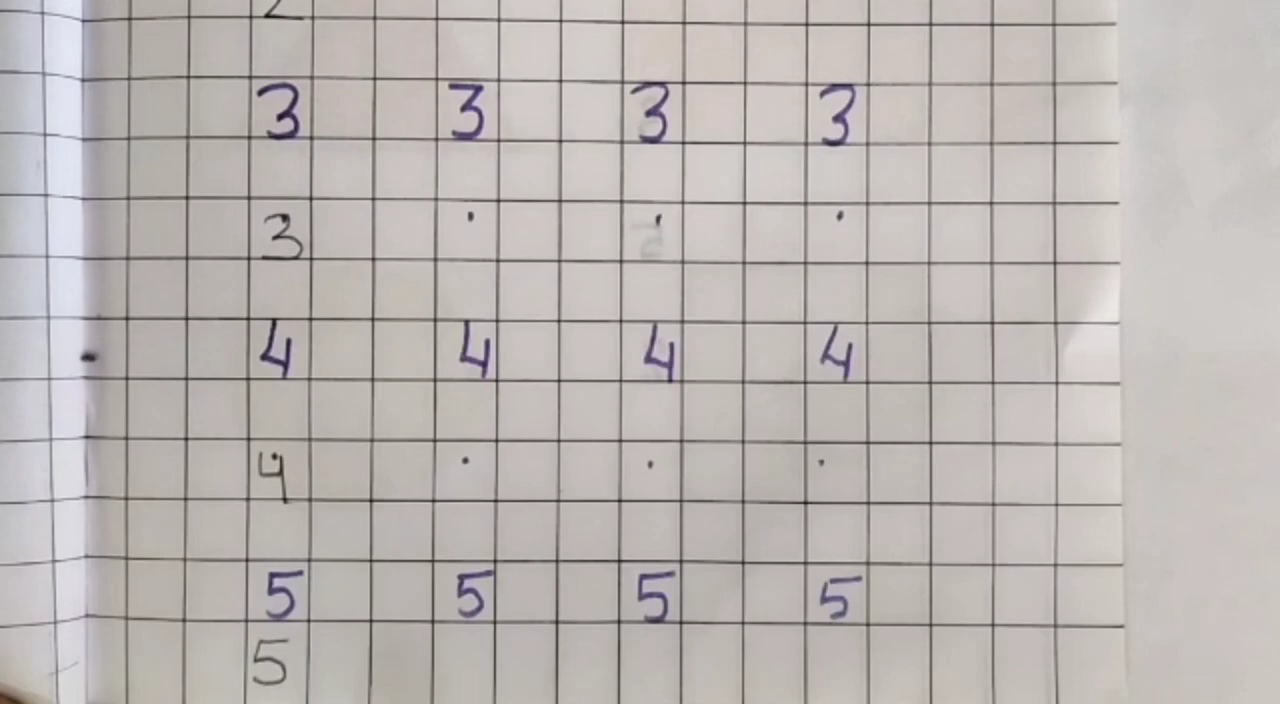 3 3 3 3
3 . . .
4 4 4 4
4 . . .
5 5 5 5
5